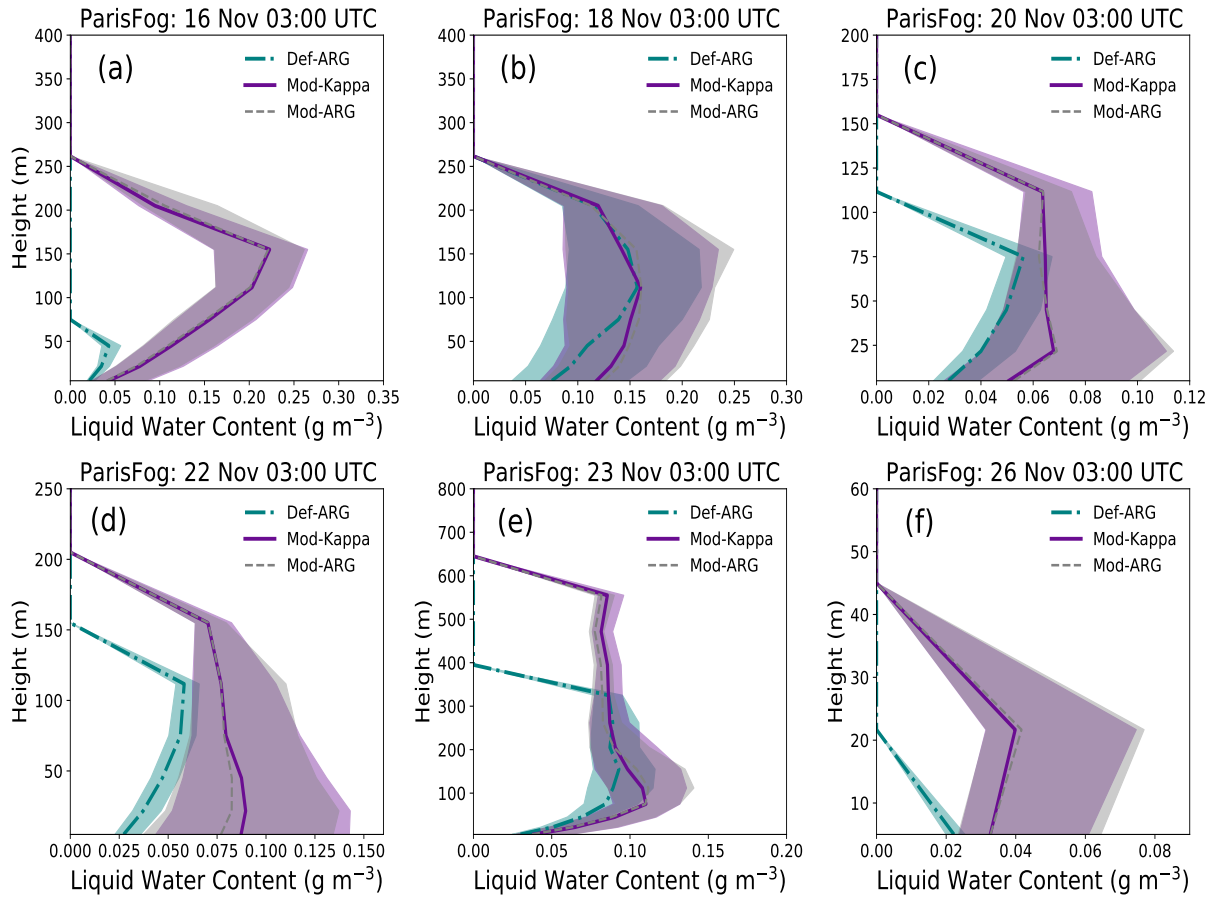 ParisFog: 16 Nov 03:00 UTC
(a)
Def-ARG
Mod-Kappa
Mod-ARG
400
350
300
250
200
150
100
50
Height (m)
0.00 0.05 0.10 0.15 0.20 0.25 0.30 0.35
Liquid Water Content (g m⁻³)
ParisFog: 18 Nov 03:00 UTC
(b)
Def-ARG
Mod-Kappa
Mod-ARG
400
350
300
250
200
150
100
50
0.00 0.05 0.10 0.15 0.20 0.25 0.30
Liquid Water Content (g m⁻³)
ParisFog: 20 Nov 03:00 UTC
(c)
Def-ARG
Mod-Kappa
Mod-ARG
200
175
150
125
100
75
50
25
Height (m)
0.00 0.02 0.04 0.06 0.08 0.10 0.12
Liquid Water Content (g m⁻³)
ParisFog: 22 Nov 03:00 UTC
(d)
Def-ARG
Mod-Kappa
Mod-ARG
250
200
150
100
50
Height (m)
0.000 0.025 0.050 0.075 0.100 0.125 0.150
Liquid Water Content (g m⁻³)
ParisFog: 23 Nov 03:00 UTC
(e)
Def-ARG
Mod-Kappa
Mod-ARG
800
700
600
500
400
300
200
100
Height (m)
0.00 0.05 0.10 0.15 0.20
Liquid Water Content (g m⁻³)
ParisFog: 26 Nov 03:00 UTC
(f)
Def-ARG
Mod-Kappa
Mod-ARG
60
50
40
30
20
10
Height (m)
0.00 0.02 0.04 0.06 0.08
Liquid Water Content (g m⁻³)